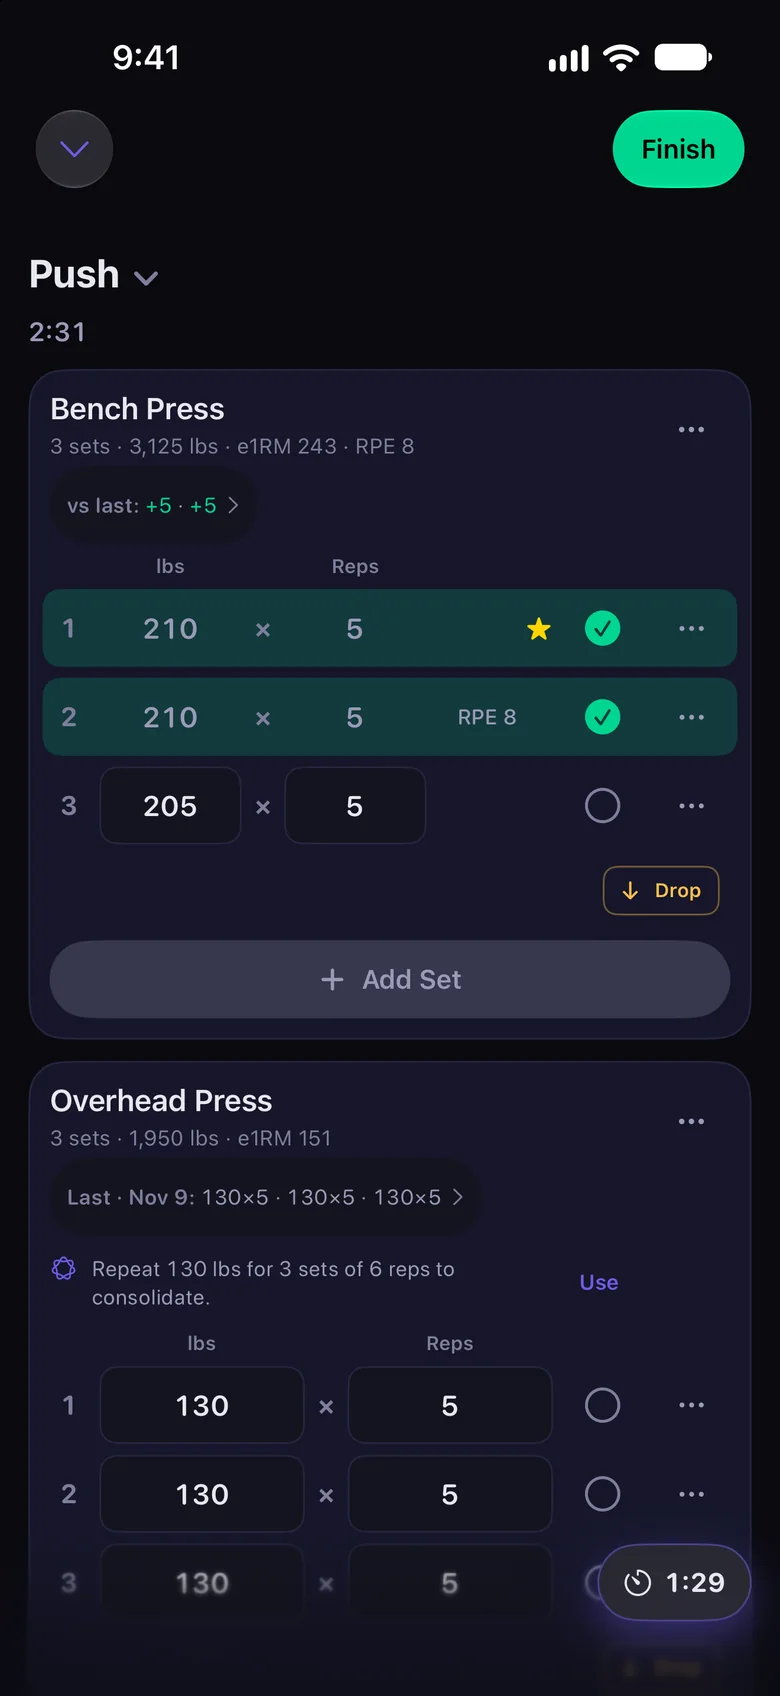 9:41
Finish
Push
2:31
Bench Press
3 sets · 3,125 lbs · e1RM 243 · RPE 8
vs last: +5 · +5
lbs Reps
1 210 × 5
2 210 × 5 RPE 8
3 205 × 5
Drop
+ Add Set
Overhead Press
3 sets · 1,950 lbs · e1RM 151
Last · Nov 9: 130×5 · 130×5 · 130×5
Repeat 130 lbs for 3 sets of 6 reps to
consolidate.
Use
lbs Reps
1 130 × 5
2 130 × 5
3 130 × 5
1:29